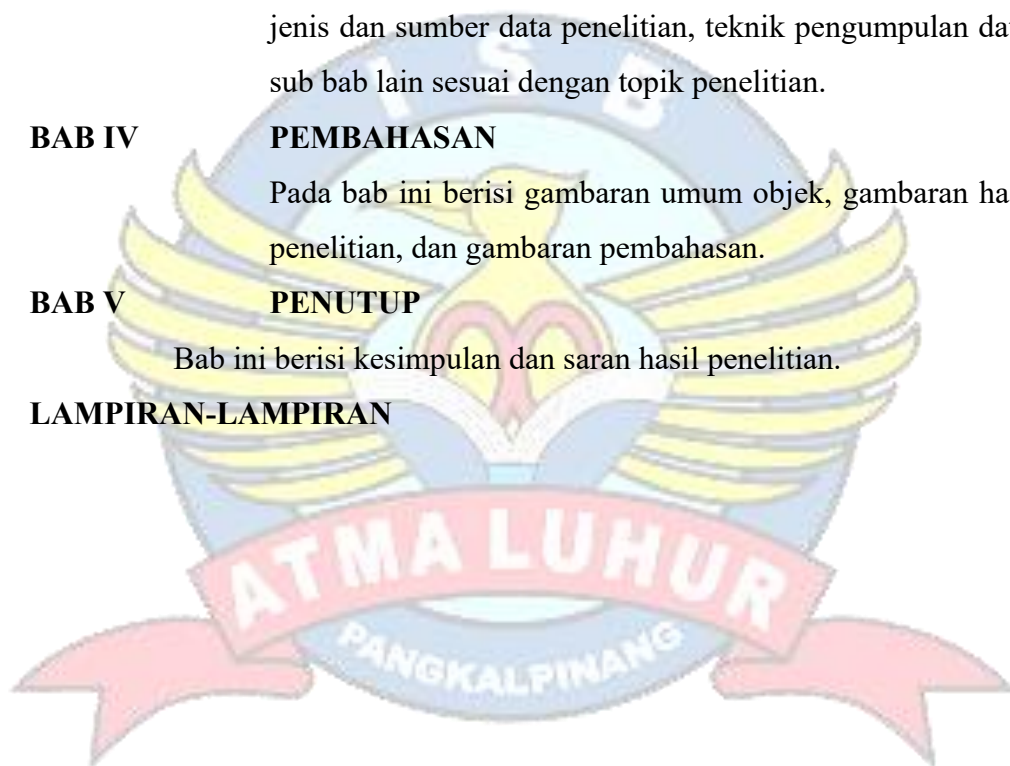 jenis dan sumber data penelitian, teknik pengumpulan
sub bab lain sesuai dengan topik penelitian.
BAB IV PEMBAHASAN
Pada bab ini berisi gambaran umum objek, gambaran
penelitian, dan gambaran pembahasan.
BAB V PENUTUP
Bab ini berisi kesimpulan dan saran hasil penelitian.
LAMPIRAN-LAMPIRAN
ISB
ATMA LUHUR
PANGKALPINANG